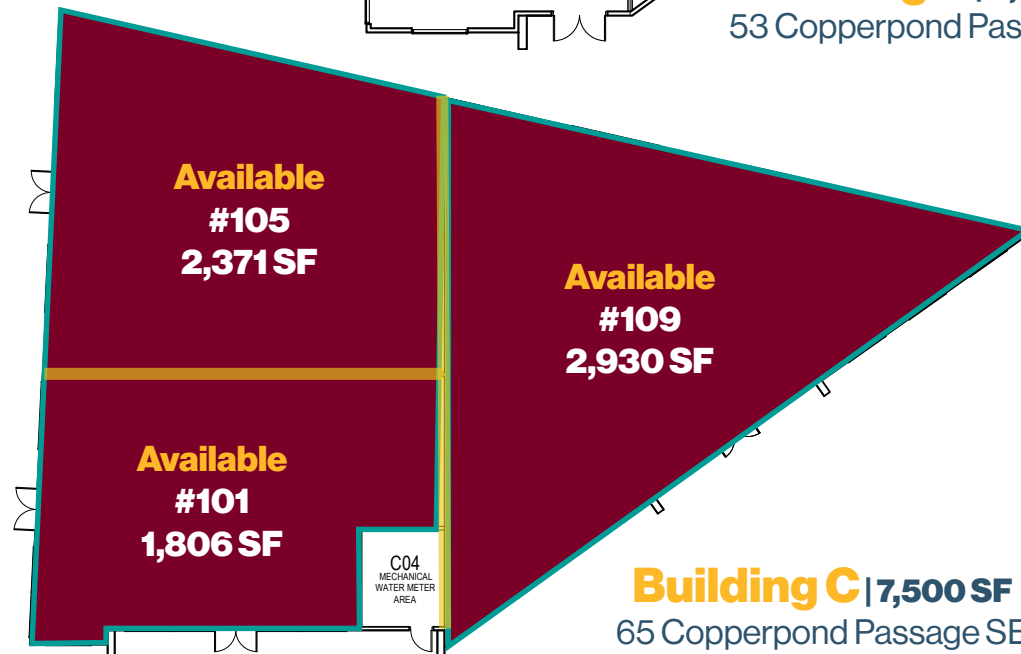 53 Copperpond Pas
Available
#105
2,371 SF
Available
#109
2,930 SF
Available
#101
1,806 SF
C04
MECHANICAL
WATER METER
AREA
Building C | 7,500 SF
65 Copperpond Passage SE